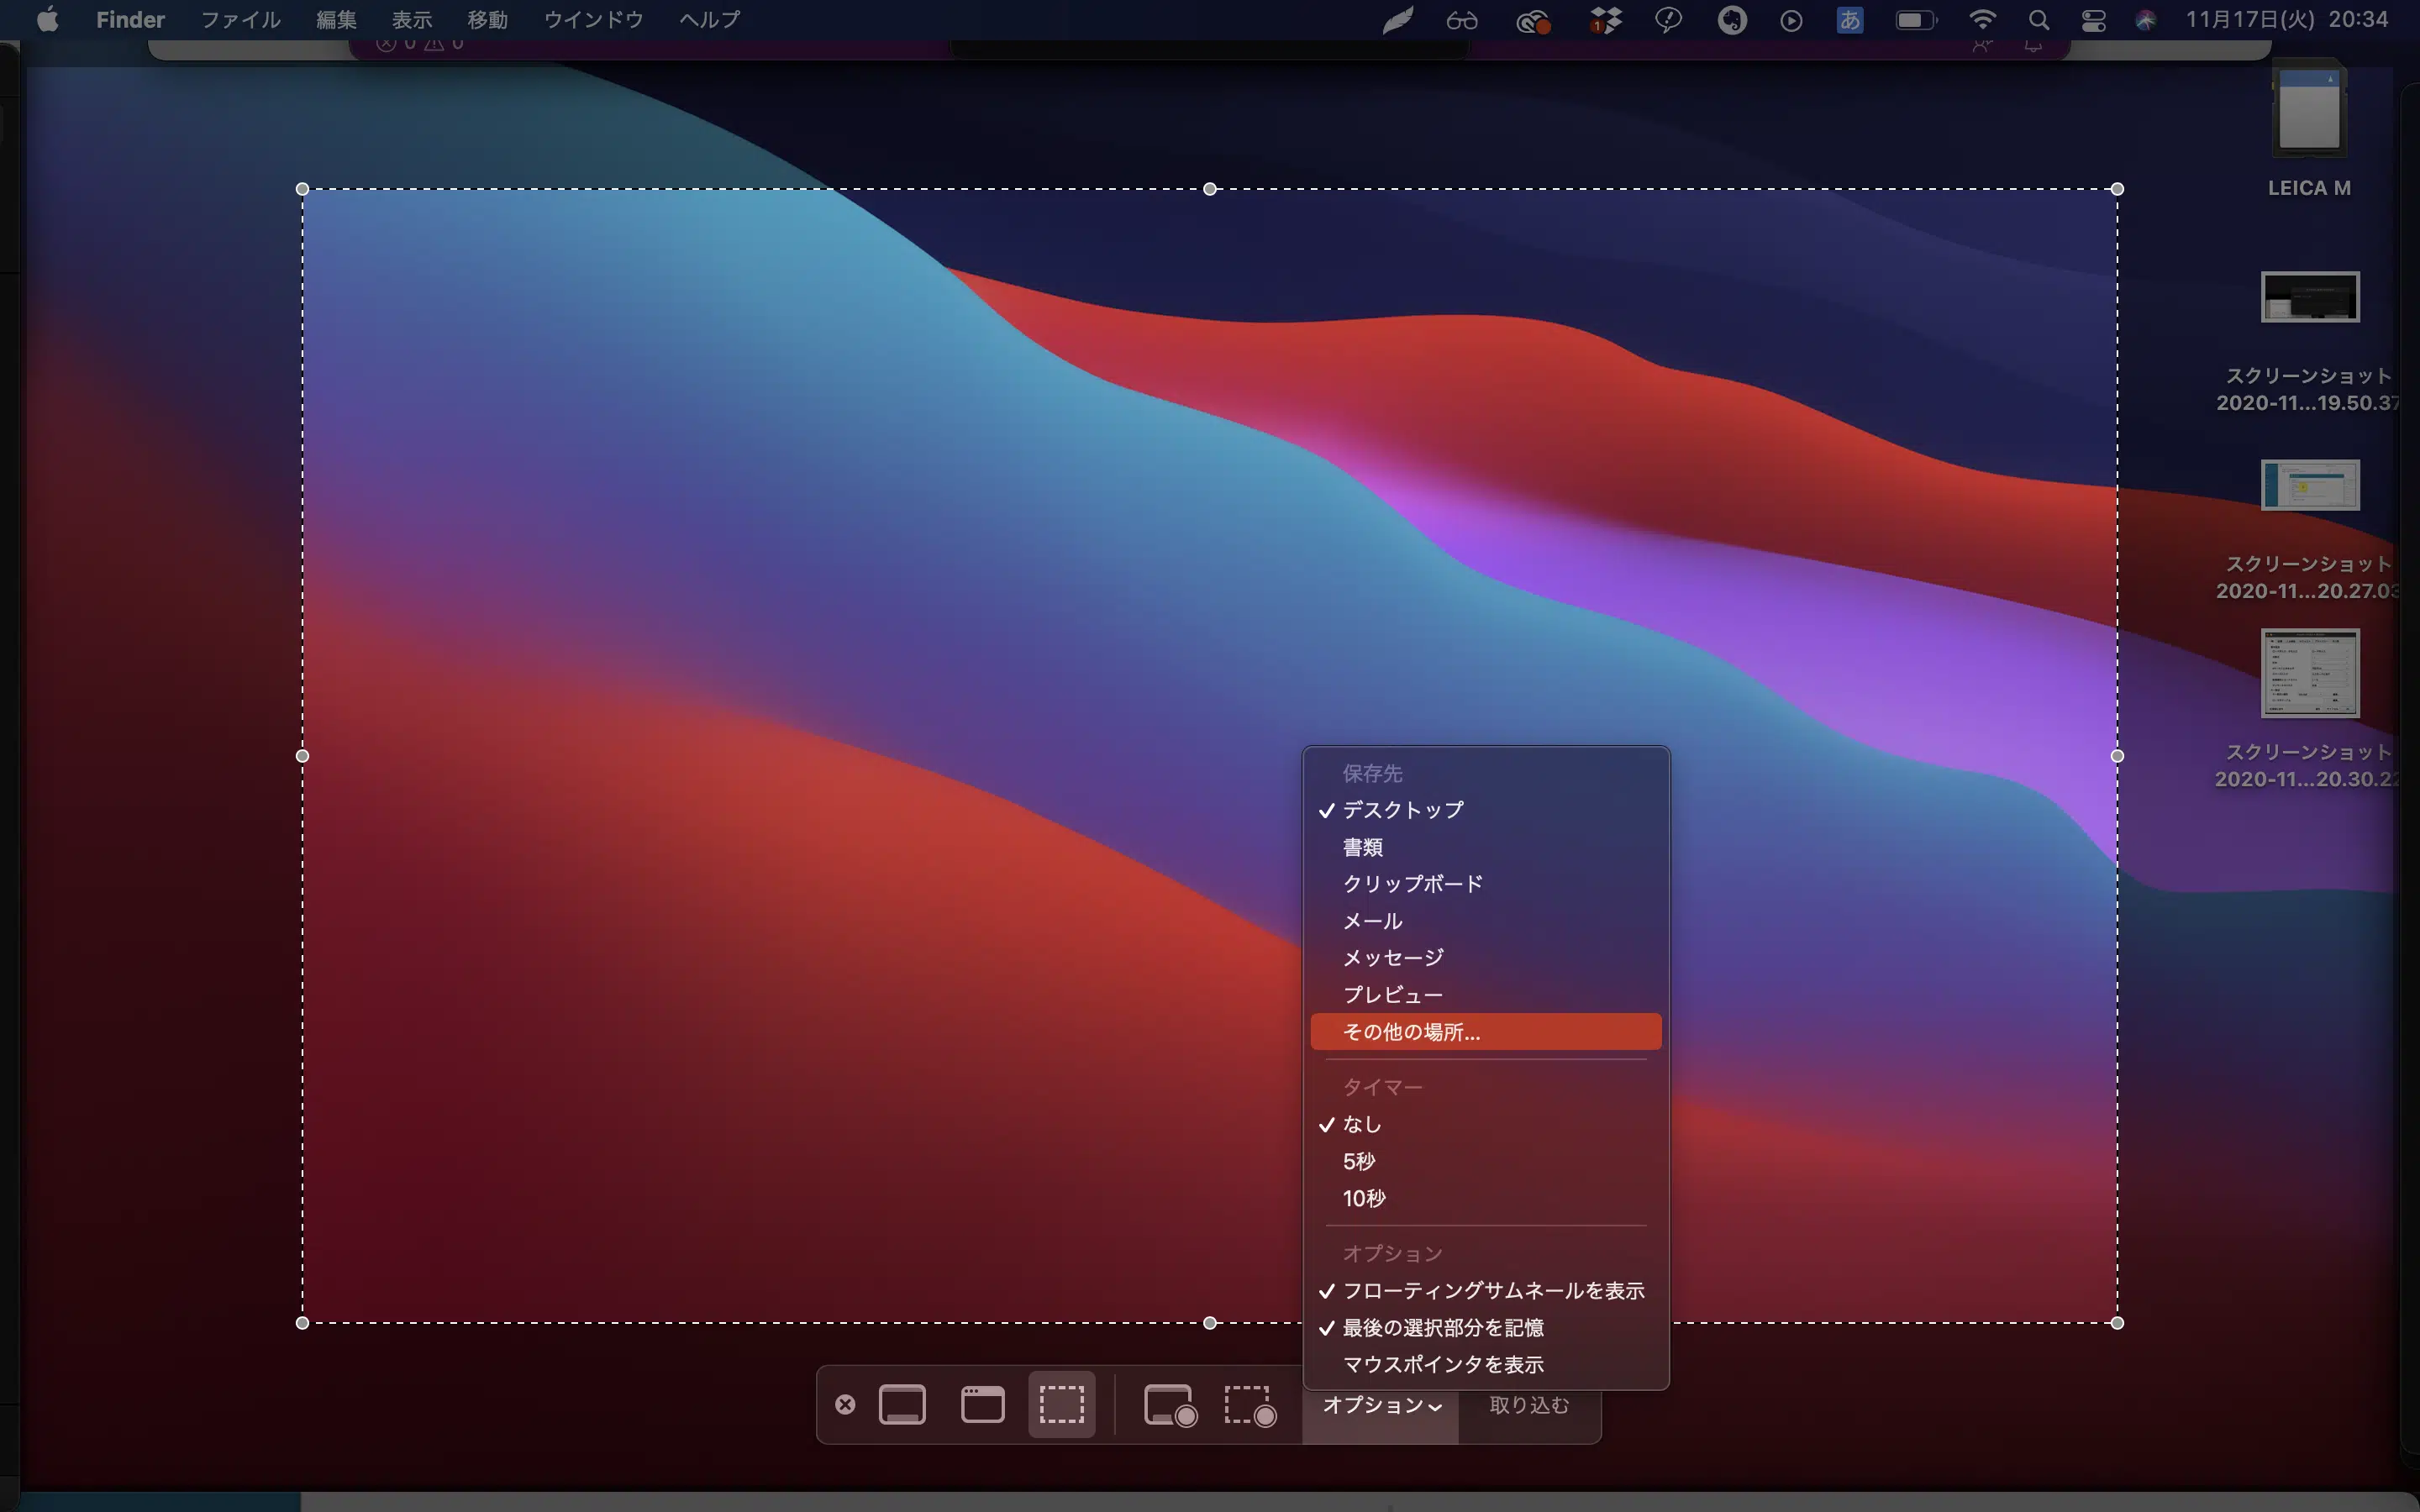 Finder ファイル 編集 表示 移動 ウインドウ ヘルプ
1 あ 11月17日(火) 20:34
0 0
LEICA M
スクリーンショット
2020-11...19.50.37
スクリーンショット
2020-11...20.27.03
スクリーンショット
2020-11...20.30.22
保存先
✓ デスクトップ
書類
クリップボード
メール
メッセージ
プレビュー
その他の場所...
タイマー
✓ なし
5秒
10秒
オプション
✓ フローティングサムネールを表示
✓ 最後の選択部分を記憶
マウスポインタを表示
オプション 取り込む